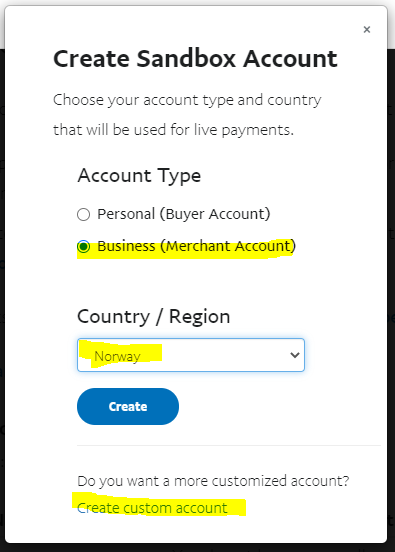 ×
Create Sandbox Account
Choose your account type and country
that will be used for live payments.
Account Type
Personal (Buyer Account)
Business (Merchant Account)
Country / Region
Norway
Create
Do you want a more customized account?
Create custom account